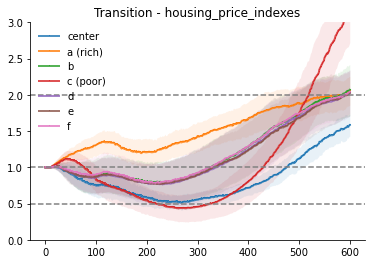 Transition - housing_price_indexes
3.0
2.5
2.0
1.5
1.0
0.5
0.0
center
a (rich)
b
c (poor)
d
e
f
0 100 200 300 400 500 600